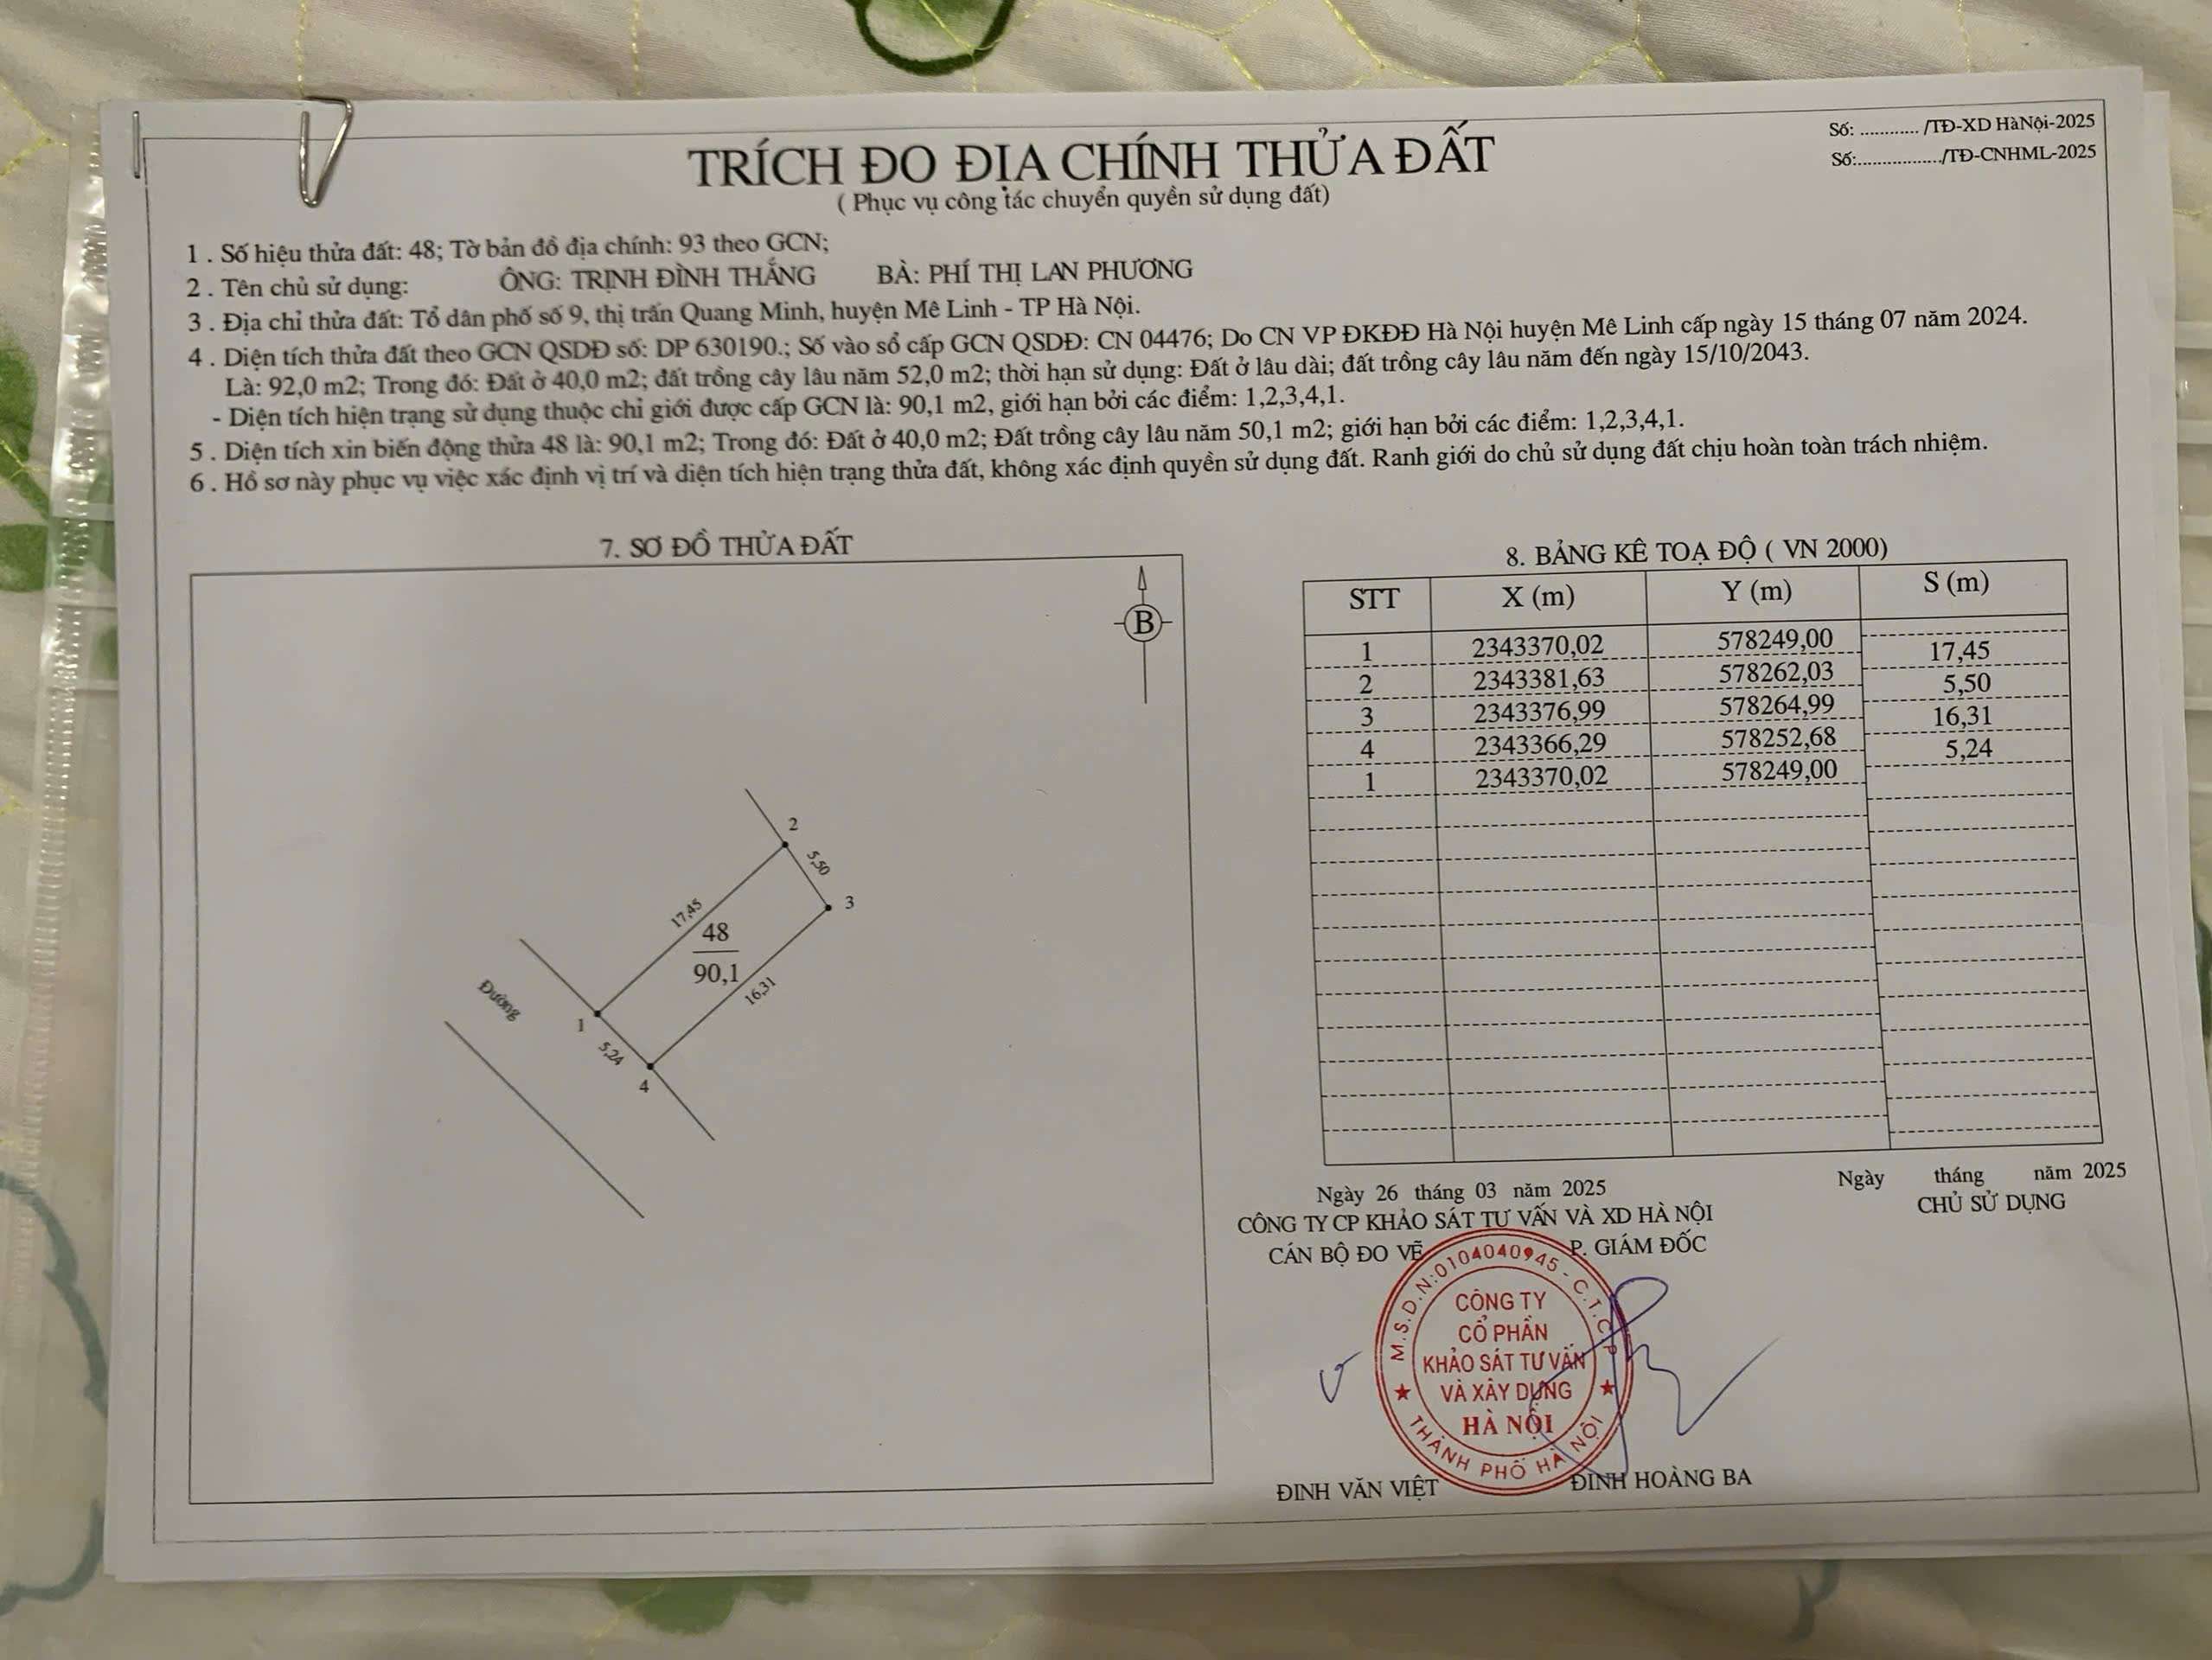 Số: ............ /TĐ-XD HàNội-2025
Số:................./TĐ-CNHML-2025
TRÍCH ĐO ĐỊA CHÍNH THỬA ĐẤT
( Phục vụ công tác chuyển quyền sử dụng đất)
1 . Số hiệu thửa đất: 48; Tờ bản đồ địa chính: 93 theo GCN;
2 . Tên chủ sử dụng: ÔNG: TRỊNH ĐÌNH THẮNG BÀ: PHÍ THỊ LAN PHƯƠNG
3 . Địa chỉ thửa đất: Tổ dân phố số 9, thị trấn Quang Minh, huyện Mê Linh - TP Hà Nội.
4 . Diện tích thửa đất theo GCN QSDĐ số: DP 630190.; Số vào sổ cấp GCN QSDĐ: CN 04476; Do CN VP ĐKĐĐ Hà Nội huyện Mê Linh cấp ngày 15 tháng 07 năm 2024.
Là: 92,0 m2; Trong đó: Đất ở 40,0 m2; đất trồng cây lâu năm 52,0 m2; thời hạn sử dụng: Đất ở lâu dài; đất trồng cây lâu năm đến ngày 15/10/2043.
- Diện tích hiện trạng sử dụng thuộc chỉ giới được cấp GCN là: 90,1 m2, giới hạn bởi các điểm: 1,2,3,4,1.
5 . Diện tích xin biến động thửa 48 là: 90,1 m2; Trong đó: Đất ở 40,0 m2; Đất trồng cây lâu năm 50,1 m2; giới hạn bởi các điểm: 1,2,3,4,1.
6 . Hồ sơ này phục vụ việc xác định vị trí và diện tích hiện trạng thửa đất, không xác định quyền sử dụng đất. Ranh giới do chủ sử dụng đất chịu hoàn toàn trách nhiệm.
7. SƠ ĐỒ THỬA ĐẤT
B
2
5,50
3
17,45
48
90,1
16,31
Đường
1
5,24
4
8. BẢNG KÊ TOẠ ĐỘ ( VN 2000)
STT X (m) Y (m) S (m)
1 2343370,02 578249,00
17,45
2 2343381,63 578262,03
5,50
3 2343376,99 578264,99
16,31
4 2343366,29 578252,68
5,24
1 2343370,02 578249,00
Ngày 26 tháng 03 năm 2025
CÔNG TY CP KHẢO SÁT TƯ VẤN VÀ XD HÀ NỘI
CÁN BỘ ĐO VẼ P. GIÁM ĐỐC
Ngày tháng năm 2025
CHỦ SỬ DỤNG
M.S.D.N:0104040945 - C.T.C.P
CÔNG TY
CỔ PHẦN
KHẢO SÁT TƯ VẤN
VÀ XÂY DỰNG
HÀ NỘI
THÀNH PHỐ HÀ NỘI
ĐINH VĂN VIỆT ĐINH HOÀNG BA